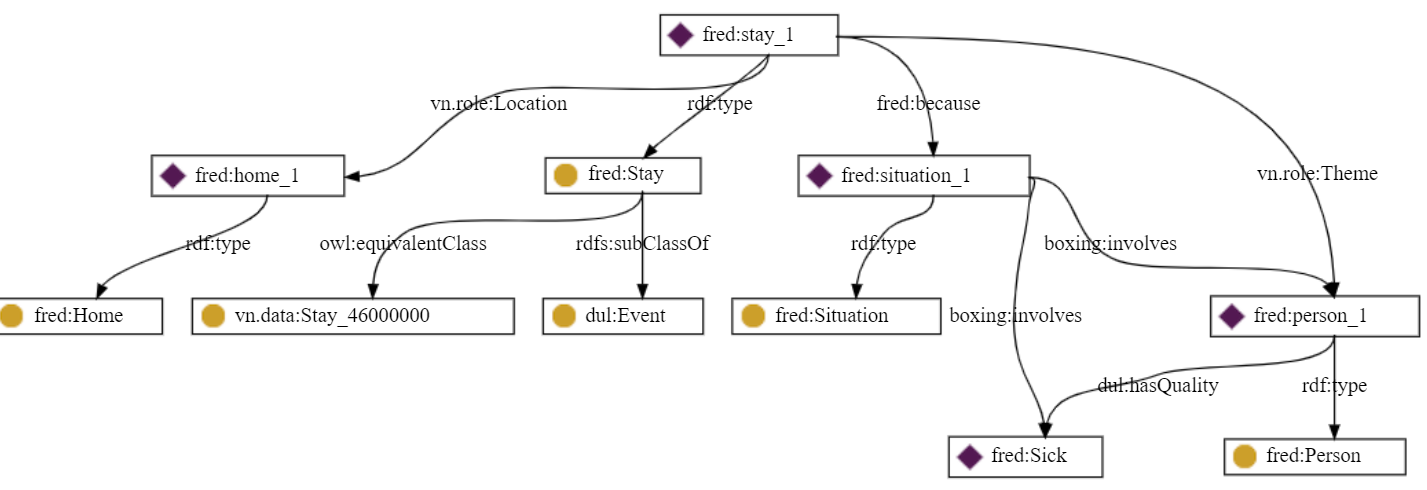 fred:stay_1
vn.role:Location
rdf:type
fred:because
fred:home_1
fred:Stay
fred:situation_1
vn.role:Theme
rdf:type
owl:equivalentClass
rdfs:subClassOf
rdf:type
boxing:involves
fred:Home
vn.data:Stay_46000000
dul:Event
fred:Situation
boxing:involves
fred:person_1
dul:hasQuality
rdf:type
fred:Sick
fred:Person